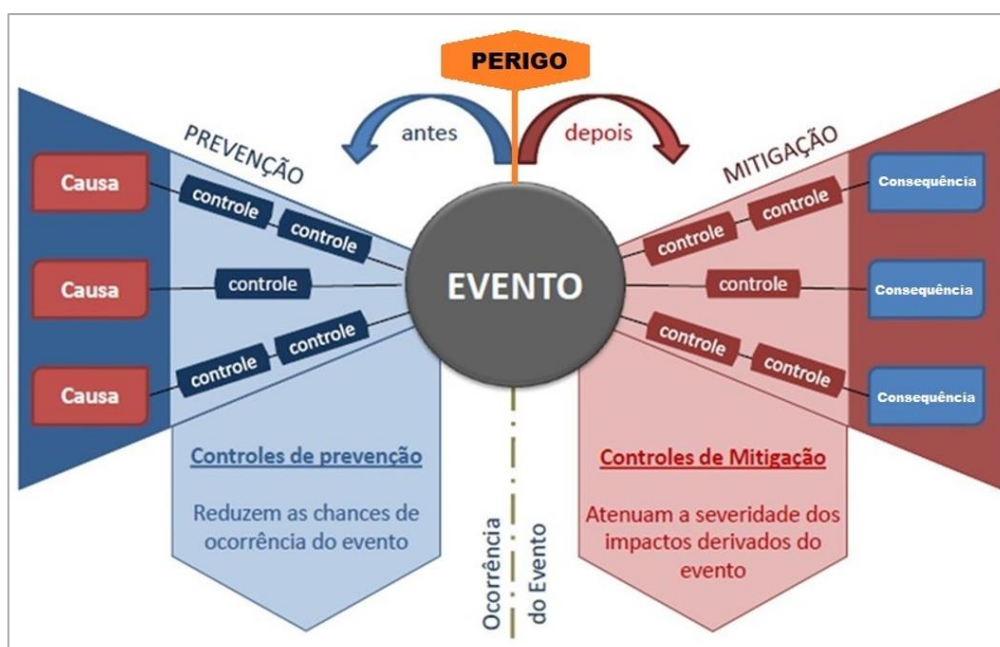 PERIGO
antes
depois
PREVENÇÃO
MITIGAÇÃO
Causa
controle
controle
controle
controle
Consequência
Causa
controle
EVENTO
controle
Consequência
Causa
controle
controle
controle
controle
Consequência
Controles de prevenção
Reduzem as chances de
ocorrência do evento
Ocorrência
do Evento
Controles de Mitigação
Atenuam a severidade dos
impactos derivados do
evento